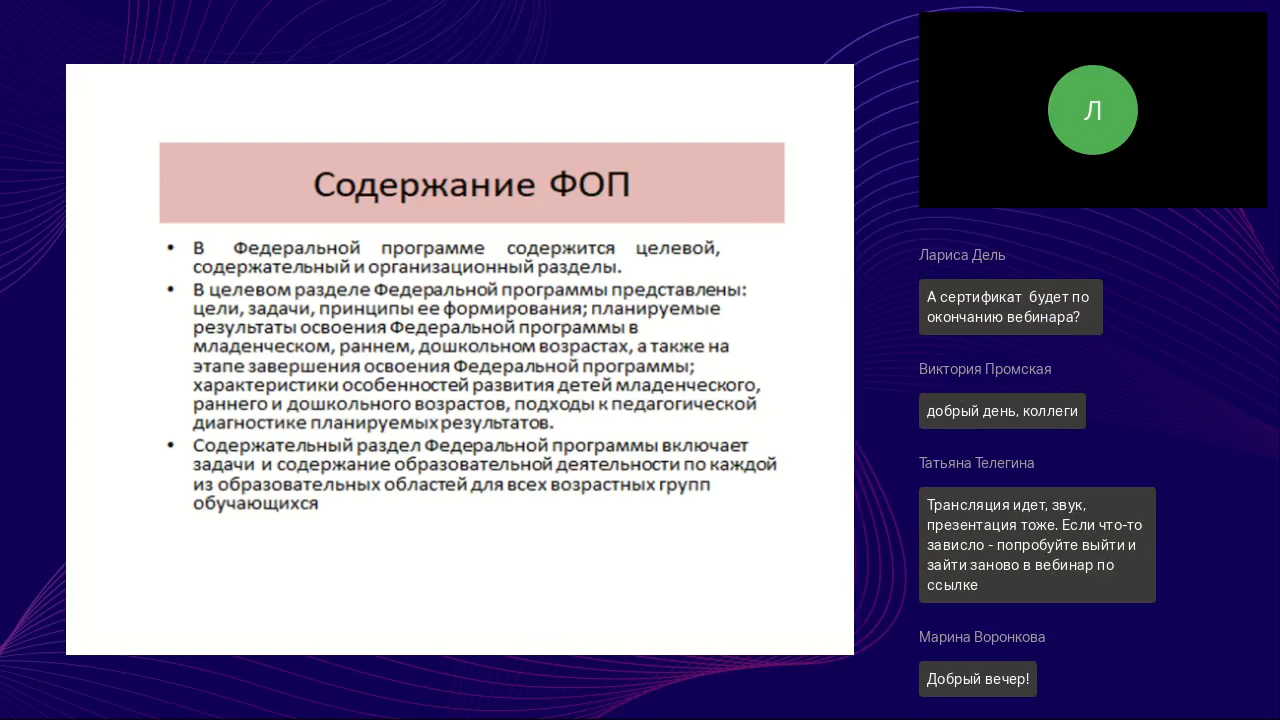 Содержание ФОП
• В Федеральной программе содержится целевой,
содержательный и организационный разделы.
• В целевом разделе Федеральной программы представлены:
цели, задачи, принципы ее формирования; планируемые
результаты освоения Федеральной программы в
младенческом, раннем, дошкольном возрастах, а также на
этапе завершения освоения Федеральной программы;
характеристики особенностей развития детей младенческого,
раннего и дошкольного возрастов, подходы к педагогической
диагностике планируемых результатов.
• Содержательный раздел Федеральной программы включает
задачи и содержание образовательной деятельности по каждой
из образовательных областей для всех возрастных групп
обучающихся
Л
Лариса Дель
А сертификат будет по
окончанию вебинара?
Виктория Промская
добрый день, коллеги
Татьяна Телегина
Трансляция идет, звук,
презентация тоже. Если что-то
зависло - попробуйте выйти и
зайти заново в вебинар по
ссылке
Марина Воронкова
Добрый вечер!